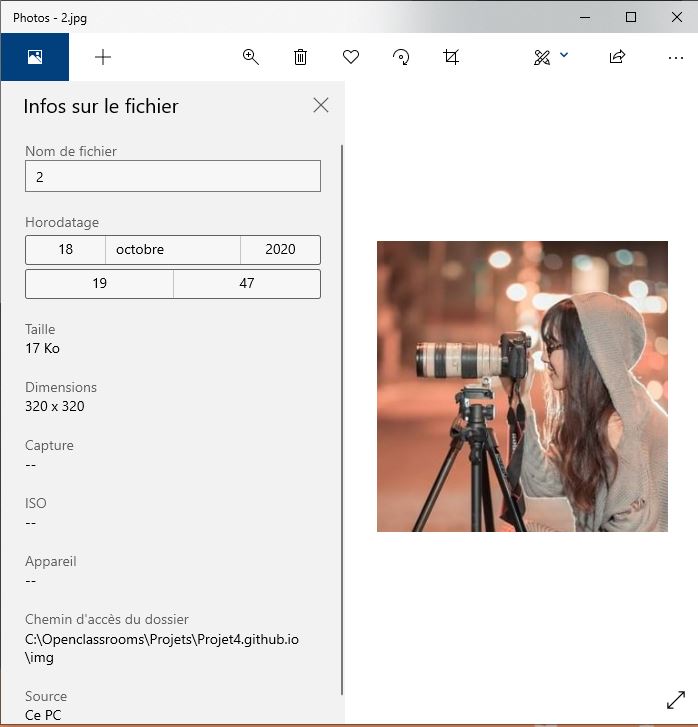 Photos - 2.jpg
Infos sur le fichier
Nom de fichier
2
Horodatage
18 octobre 2020
19 47
Taille
17 Ko
Dimensions
320 x 320
Capture
--
ISO
--
Appareil
--
Chemin d'accès du dossier
C:\Openclassrooms\Projets\Projet4.github.io
\img
Source
Ce PC